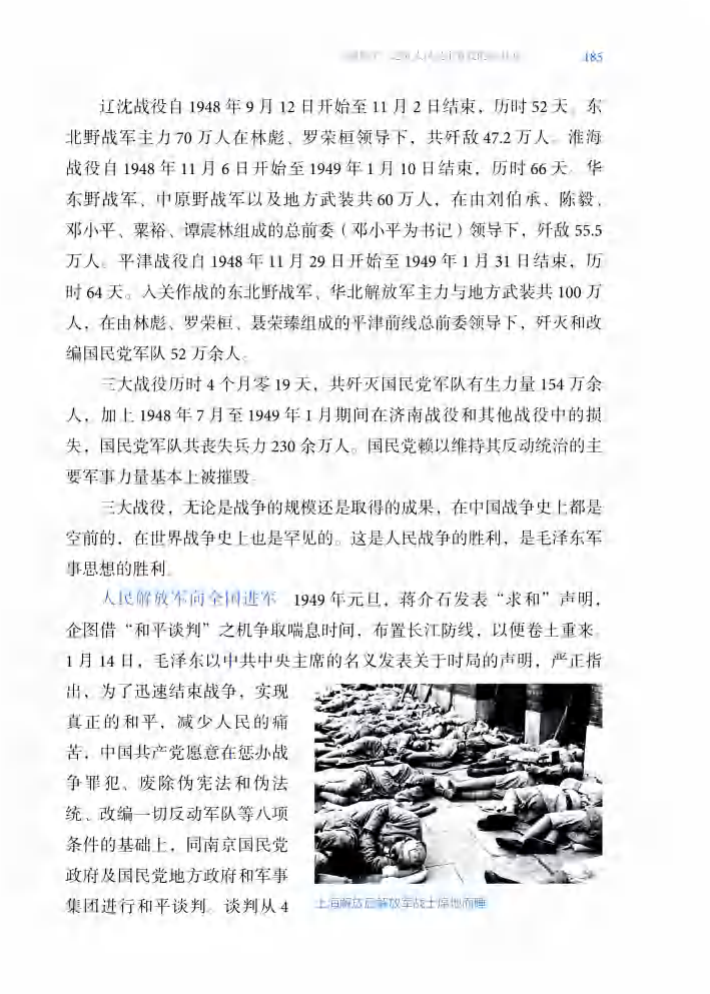 185
辽沈战役自 1948 年 9 月 12 日开始至 11 月 2 日结束，历时 52 天。东
北野战军主力 70 万人在林彪、罗荣桓领导下，共歼敌 47.2 万人。淮海
战役自 1948 年 11 月 6 日开始至 1949 年 1 月 10 日结束，历时 66 天。华
东野战军、中原野战军以及地方武装共 60 万人，在由刘伯承、陈毅、
邓小平、粟裕、谭震林组成的总前委（邓小平为书记）领导下，歼敌 55.5
万人。平津战役自 1948 年 11 月 29 日开始至 1949 年 1 月 31 日结束，历
时 64 天。入关作战的东北野战军、华北解放军主力与地方武装共 100 万
人，在由林彪、罗荣桓、聂荣臻组成的平津前线总前委领导下，歼灭和改
编国民党军队 52 万余人。
三大战役历时 4 个月零 19 天，共歼灭国民党军队有生力量 154 万余
人，加上 1948 年 7 月至 1949 年 1 月期间在济南战役和其他战役中的损
失，国民党军队共丧失兵力 230 余万人。国民党赖以维持其反动统治的主
要军事力量基本上被摧毁。
三大战役，无论是战争的规模还是取得的成果，在中国战争史上都是
空前的，在世界战争史上也是罕见的。这是人民战争的胜利，是毛泽东军
事思想的胜利。
人民解放军向全国进军 1949 年元旦，蒋介石发表“求和”声明，
企图借“和平谈判”之机争取喘息时间，布置长江防线，以便卷土重来。
1 月 14 日，毛泽东以中共中央主席的名义发表关于时局的声明，严正指
出，为了迅速结束战争，实现
真正的和平，减少人民的痛
苦，中国共产党愿意在惩办战
争罪犯、废除伪宪法和伪法
统、改编一切反动军队等八项
条件的基础上，同南京国民党
政府及国民党地方政府和军事
集团进行和平谈判。谈判从 4
上海解放后解放军战士席地而睡